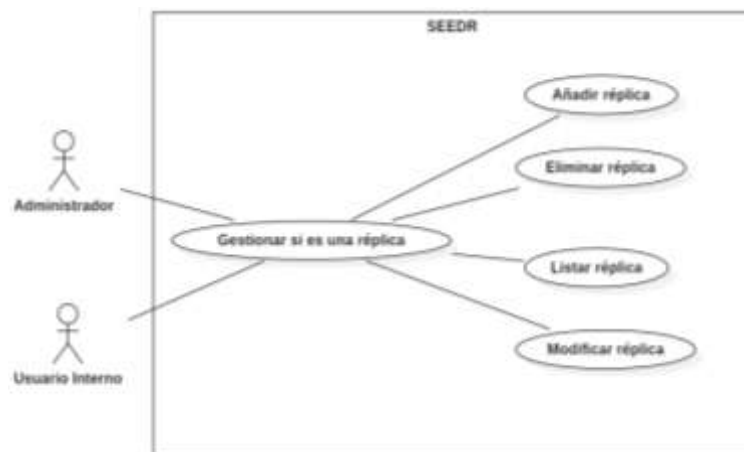 SEEDR
Añadir réplica
Eliminar réplica
Administrador
Gestionar si es una réplica
Listar réplica
Modificar réplica
Usuario Interno